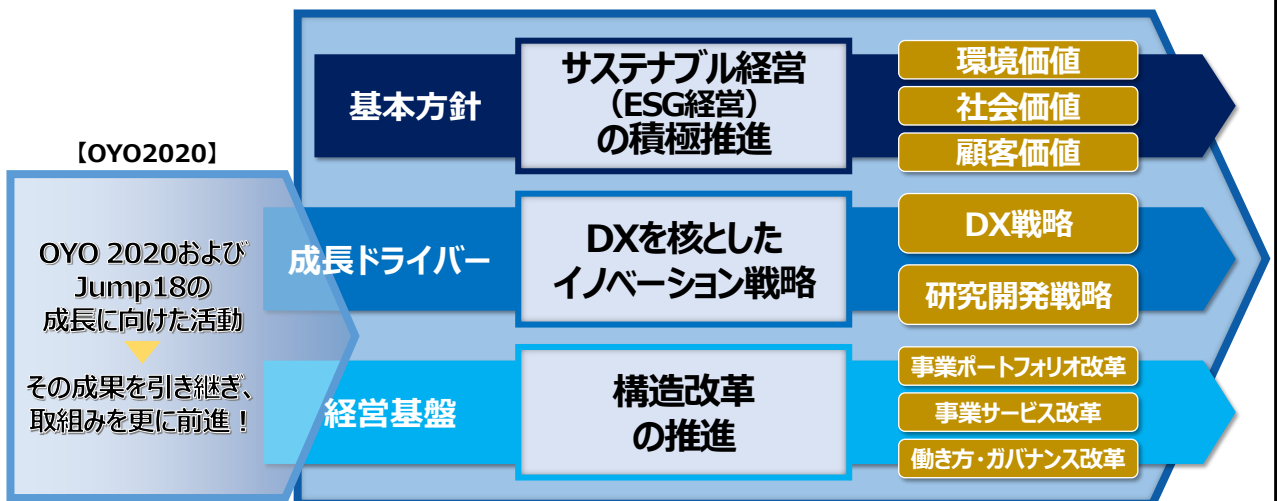 【OYO2020】
OYO 2020および
Jump18の
成長に向けた活動
その成果を引き継ぎ、
取組みを更に前進！
基本方針
サステナブル経営
（ESG経営）
の積極推進
環境価値
社会価値
顧客価値
成長ドライバー
DXを核とした
イノベーション戦略
DX戦略
研究開発戦略
経営基盤
構造改革
の推進
事業ポートフォリオ改革
事業サービス改革
働き方・ガバナンス改革